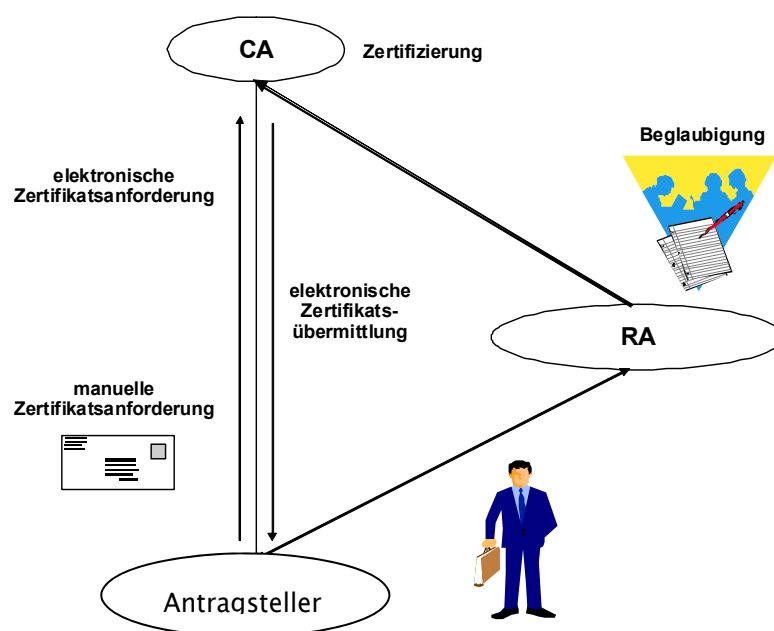 CA
Zertifizierung
Beglaubigung
elektronische
Zertifikatsanforderung
elektronische
Zertifikats-
übermittlung
RA
manuelle
Zertifikatsanforderung
Antragsteller